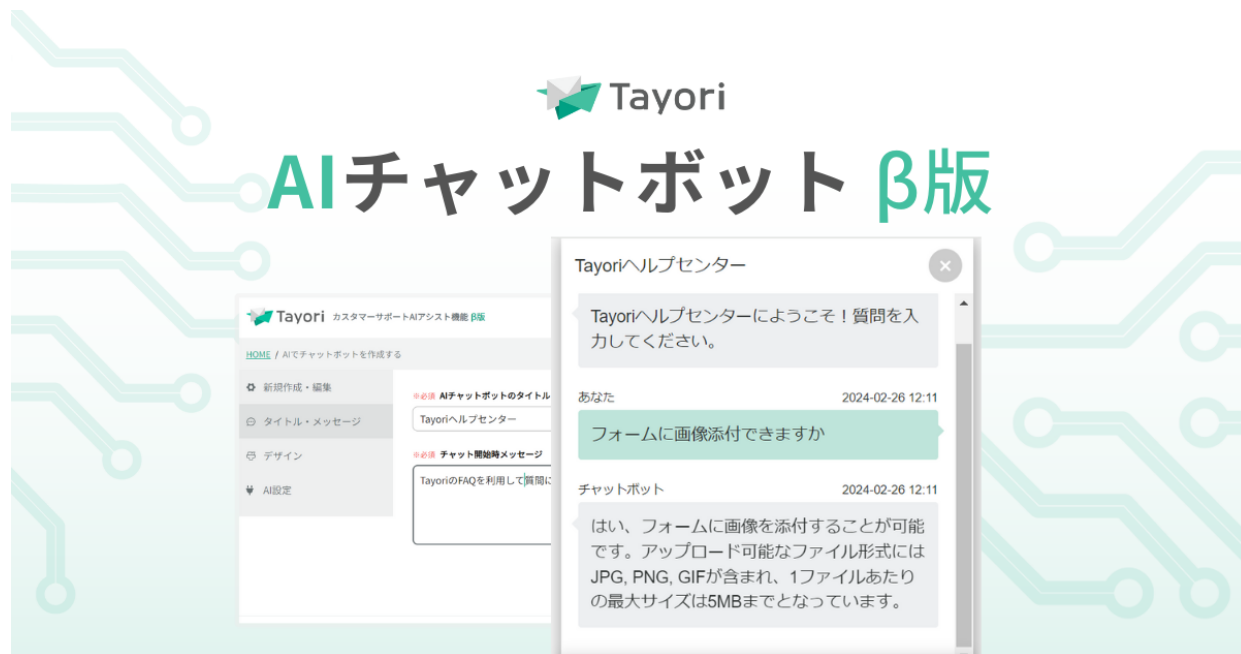 Tayori
AIチャットボット β版
Tayori カスタマーサポートAIアシスト機能 β版
HOME / AIでチャットボットを作成する
新規作成・編集
タイトル・メッセージ
デザイン
AI設定
※必須 AIチャットボットのタイトル
Tayoriヘルプセンター
※必須 チャット開始時メッセージ
TayoriのFAQを利用して質問に
Tayoriヘルプセンター
Tayoriヘルプセンターにようこそ！質問を入
力してください。
あなた 2024-02-26 12:11
フォームに画像添付できますか
チャットボット 2024-02-26 12:11
はい、フォームに画像を添付することが可能
です。アップロード可能なファイル形式には
JPG, PNG, GIFが含まれ、1ファイルあたり
の最大サイズは5MBまでとなっています。